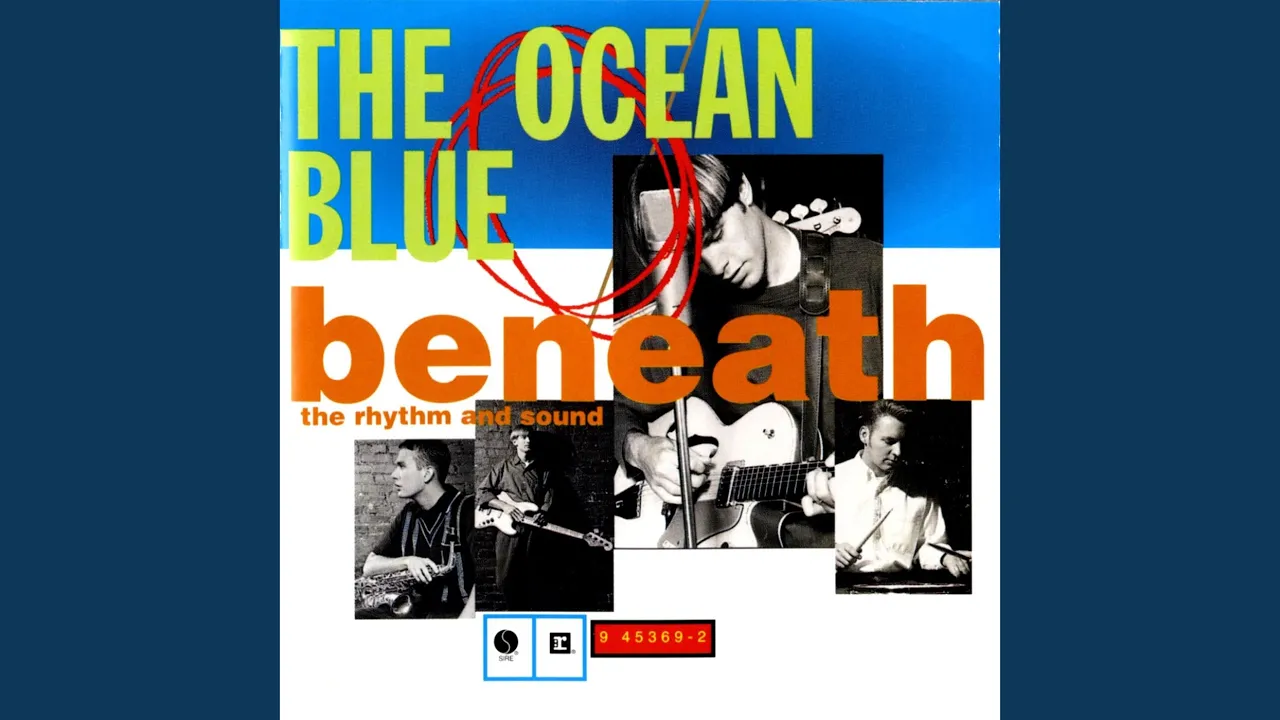 THE OCEAN
BLUE
beneath
the rhythm and sound
SIRE
r
9 45369-2